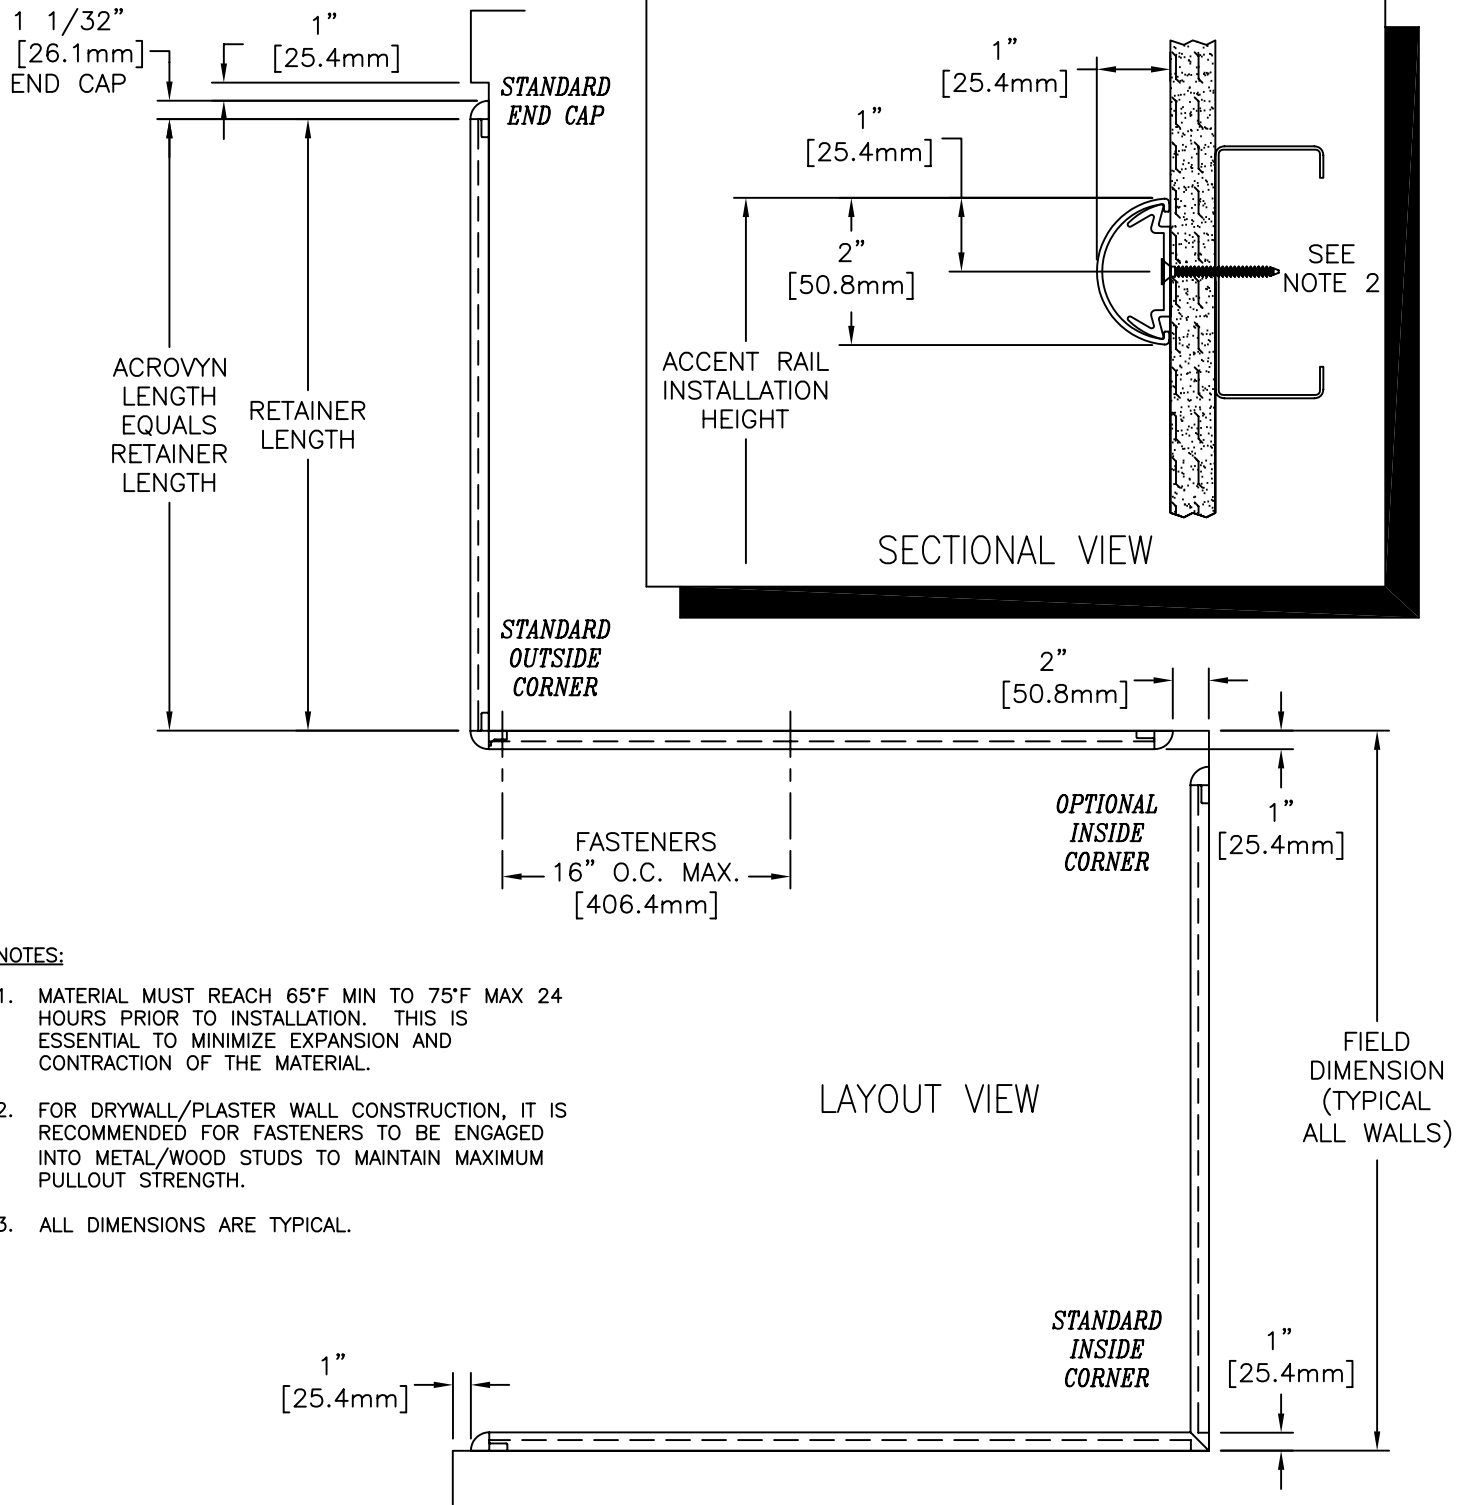 1 1/32”
[26.1mm]
END CAP
1”
[25.4mm]
STANDARD
END CAP
1”
[25.4mm]
1”
[25.4mm]
2”
[50.8mm]
SEE
NOTE 2
ACCENT RAIL
INSTALLATION
HEIGHT
SECTIONAL VIEW
ACROVYN
LENGTH
EQUALS
RETAINER
LENGTH
RETAINER
LENGTH
STANDARD
OUTSIDE
CORNER
2”
[50.8mm]
OPTIONAL
INSIDE
CORNER
1”
[25.4mm]
FASTENERS
16” O.C. MAX.
[406.4mm]
NOTES:
1. MATERIAL MUST REACH 65°F MIN TO 75°F MAX 24
HOURS PRIOR TO INSTALLATION. THIS IS
ESSENTIAL TO MINIMIZE EXPANSION AND
CONTRACTION OF THE MATERIAL.
2. FOR DRYWALL/PLASTER WALL CONSTRUCTION, IT IS
RECOMMENDED FOR FASTENERS TO BE ENGAGED
INTO METAL/WOOD STUDS TO MAINTAIN MAXIMUM
PULLOUT STRENGTH.
3. ALL DIMENSIONS ARE TYPICAL.
LAYOUT VIEW
FIELD
DIMENSION
(TYPICAL
ALL WALLS)
STANDARD
INSIDE
CORNER
1”
[25.4mm]
1”
[25.4mm]